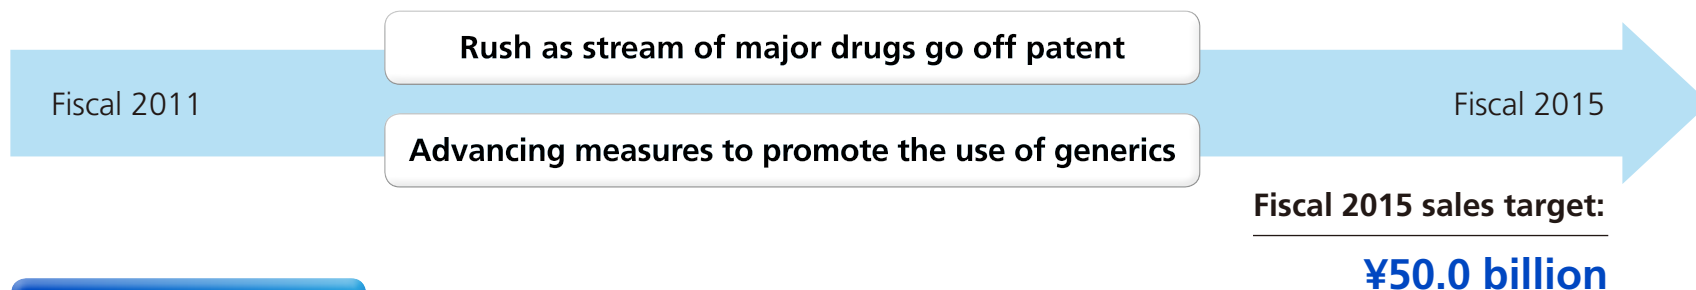 Rush as stream of major drugs go off patent
Fiscal 2011
Fiscal 2015
Advancing measures to promote the use of generics
Fiscal 2015 sales target:
¥50.0 billion